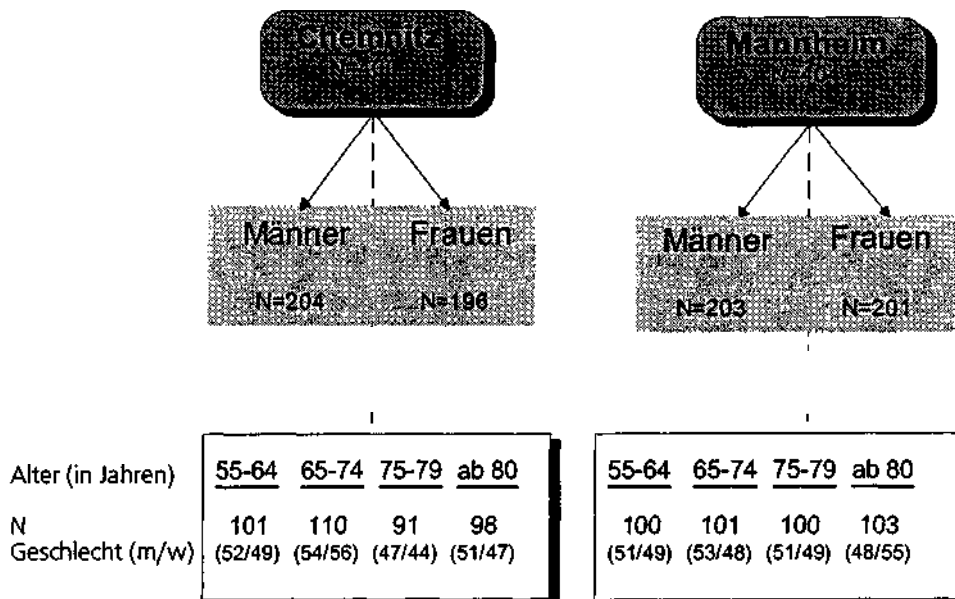 Chemnitz
Mannheim
Männer Frauen
N=204 N=196
Männer Frauen
N=203 N=201
Alter (in Jahren) 55-64 65-74 75-79 ab 80 55-64 65-74 75-79 ab 80
N 101 110 91 98 100 101 100 103
Geschlecht (m/w) (52/49) (54/56) (47/44) (51/47) (51/49) (53/48) (51/49) (48/55)